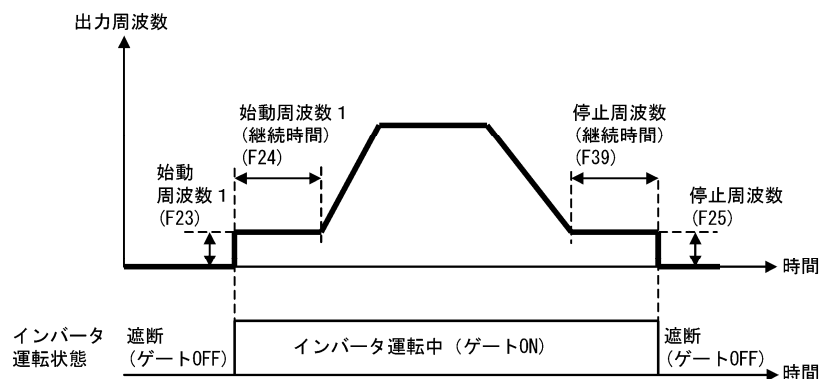 出力周波数
始動周波数1
(継続時間)
(F24)
停止周波数
(継続時間)
(F39)
始動
周波数1
(F23)
停止周波数
(F25)
時間
インバータ
運転状態
遮断
(ゲートOFF)
インバータ運転中 (ゲートON)
遮断
(ゲートOFF)
時間